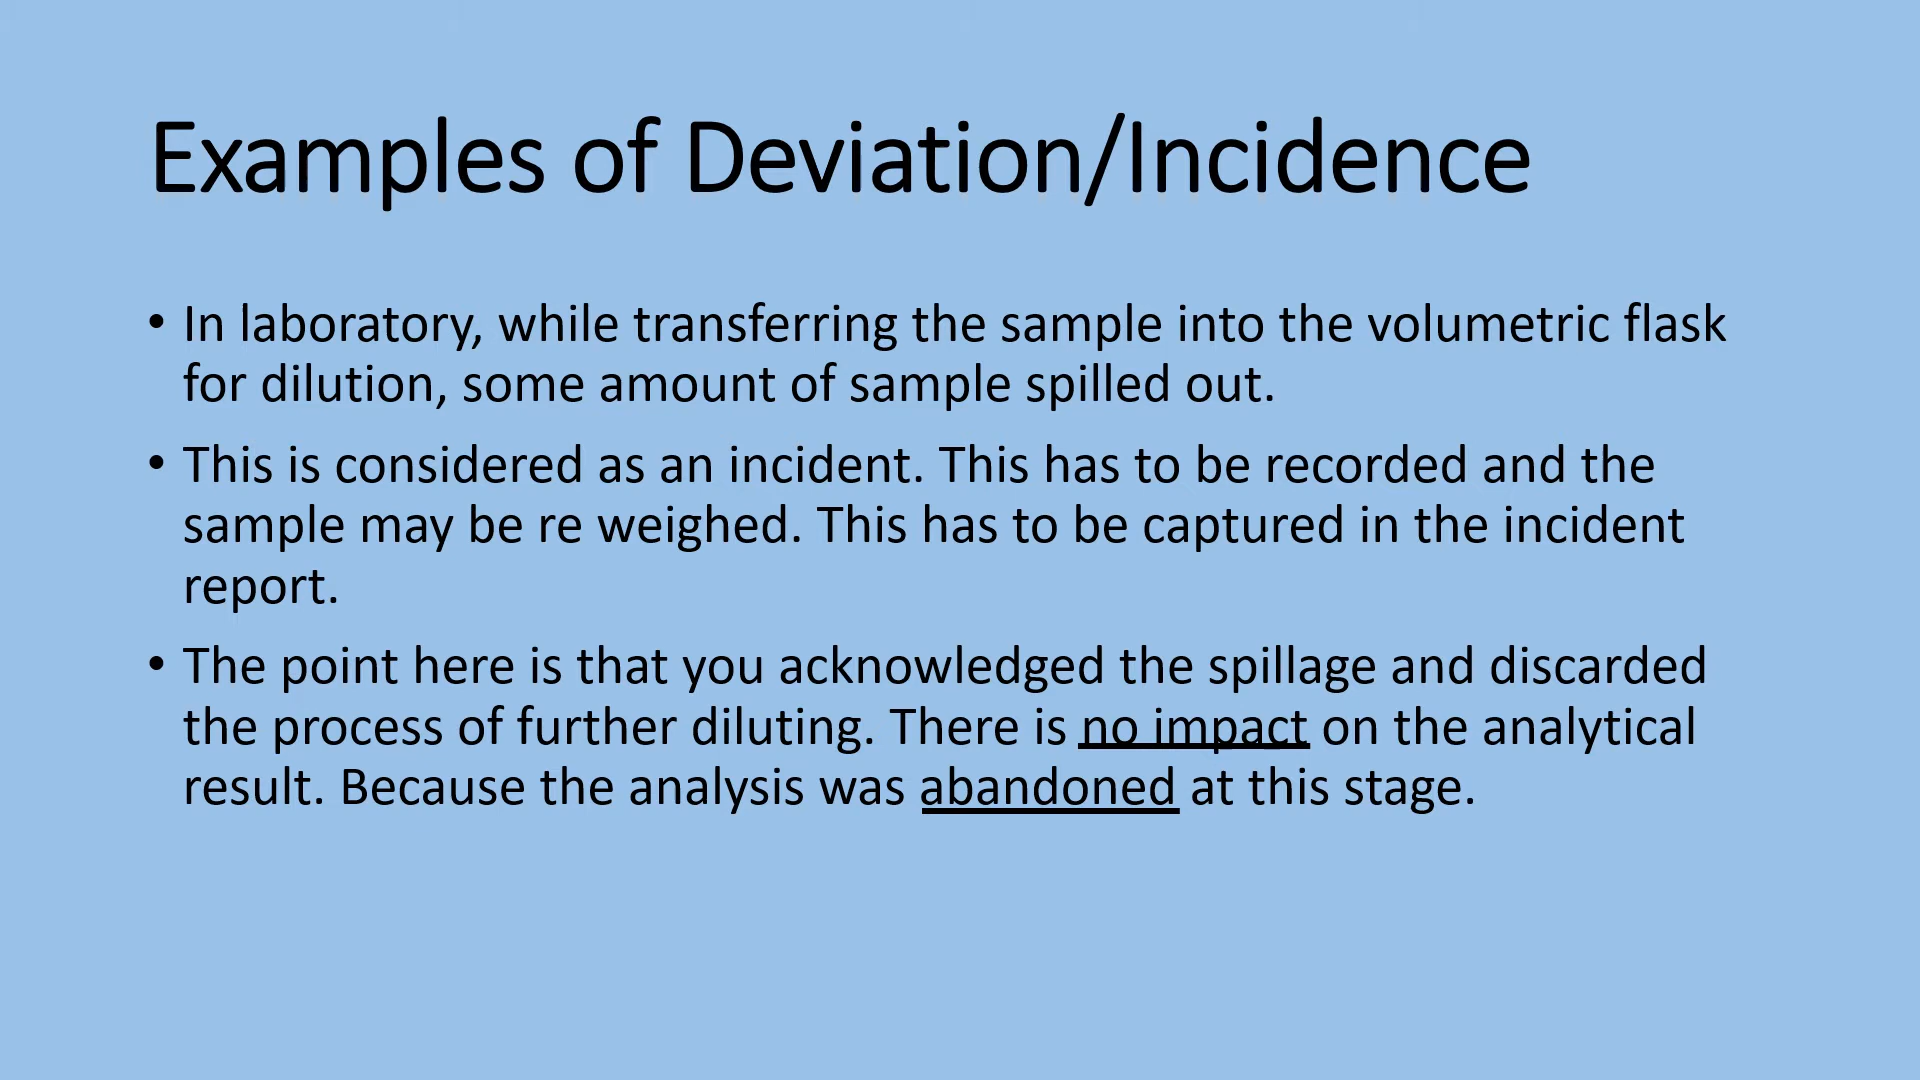 Examples of Deviation/Incidence
• In laboratory, while transferring the sample into the volumetric flask
for dilution, some amount of sample spilled out.
• This is considered as an incident. This has to be recorded and the
sample may be re weighed. This has to be captured in the incident
report.
• The point here is that you acknowledged the spillage and discarded
the process of further diluting. There is no impact on the analytical
result. Because the analysis was abandoned at this stage.